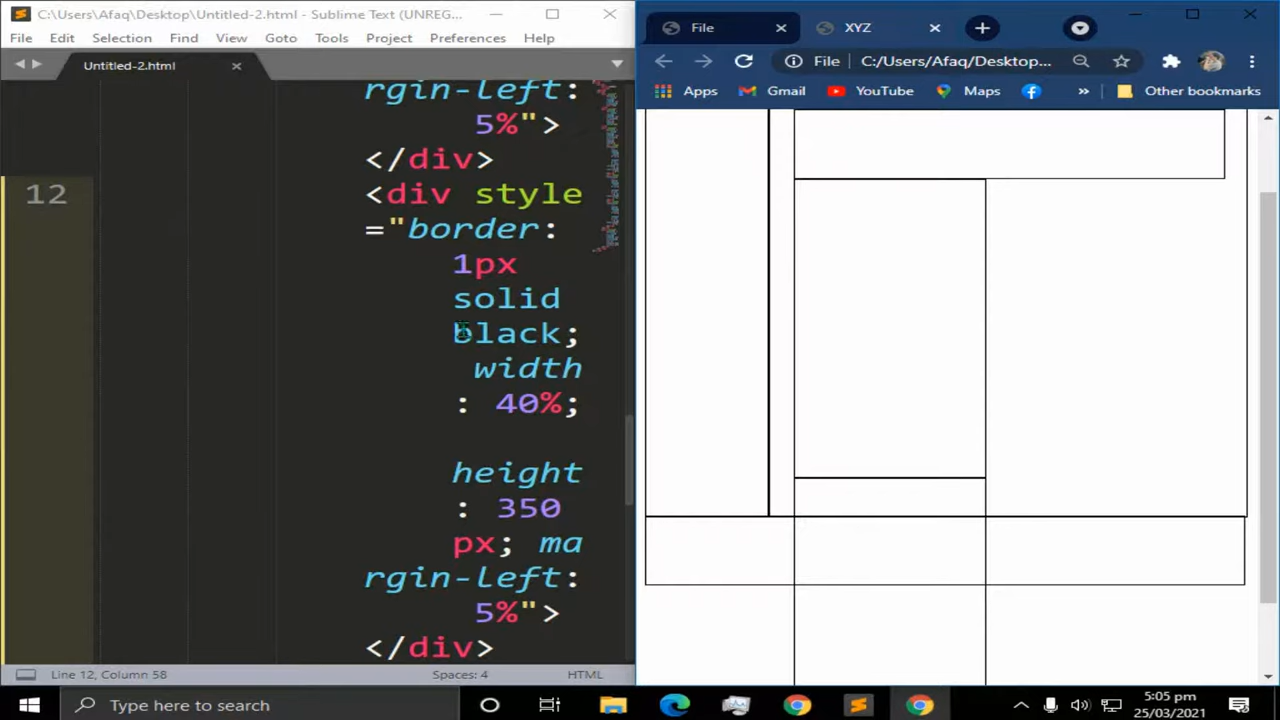 C:\Users\Afaq\Desktop\Untitled-2.html - Sublime Text (UNREG...
File Edit Selection Find View Goto Tools Project Preferences Help
Untitled-2.html
rgin-left:
5%">
</div>
12 <div style
="border:
1px
solid
black;
width
: 40%;
height
: 350
px; ma
rgin-left:
5%">
</div>
Line 12, Column 58 Spaces: 4 HTML
File XYZ
File C:/Users/Afaq/Desktop...
Apps Gmail YouTube Maps » Other bookmarks
Type here to search
5:05 pm
25/03/2021